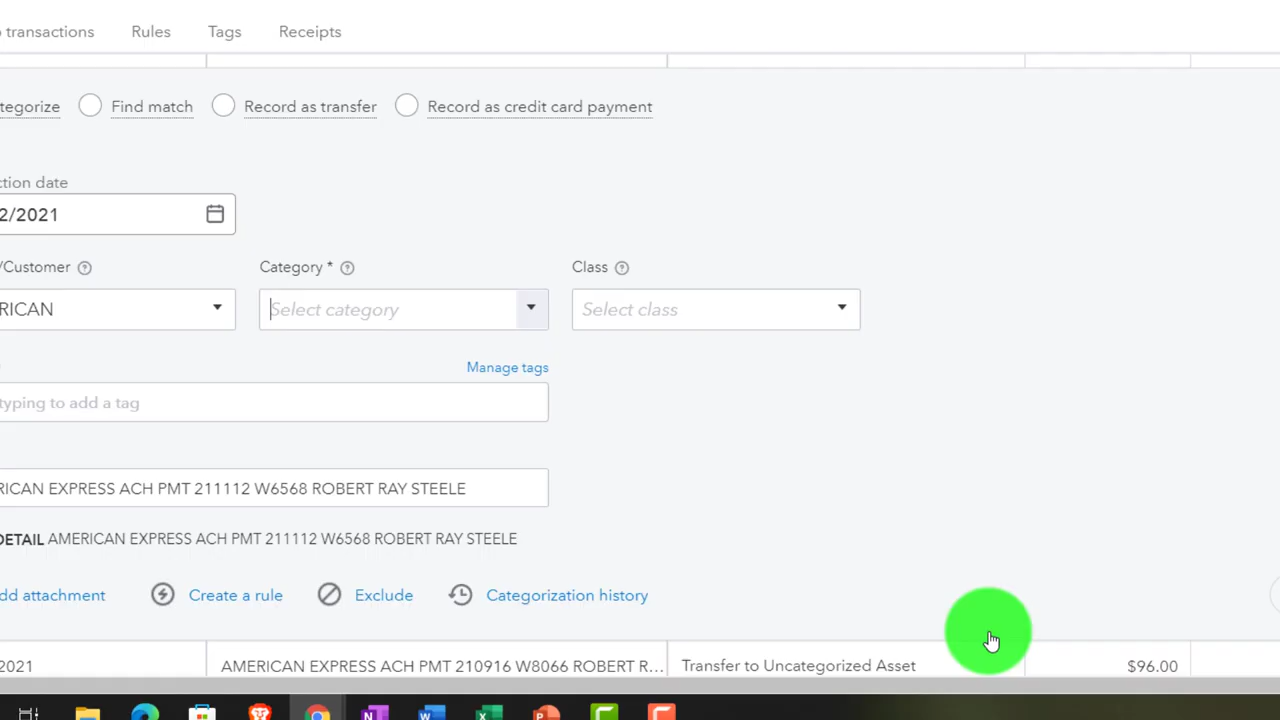 transactions Rules Tags Receipts
tegorize Find match Record as transfer Record as credit card payment
ction date
2/2021
/Customer Category * Class
RICAN Select category Select class
Manage tags
typing to add a tag
RICAN EXPRESS ACH PMT 211112 W6568 ROBERT RAY STEELE
DETAIL AMERICAN EXPRESS ACH PMT 211112 W6568 ROBERT RAY STEELE
dd attachment Create a rule Exclude Categorization history
2021 AMERICAN EXPRESS ACH PMT 210916 W8066 ROBERT R... Transfer to Uncategorized Asset $96.00